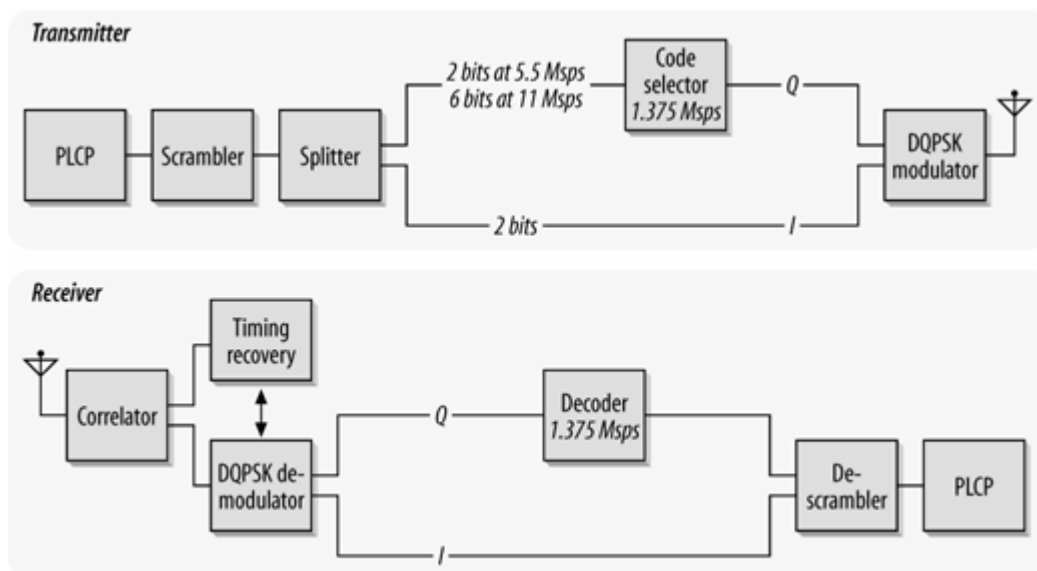 Transmitter
PLCP
Scrambler
Splitter
2 bits at 5.5 Msps
6 bits at 11 Msps
Code
selector
1.375 Msps
Q
2 bits
I
DQPSK
modulator
Receiver
Correlator
Timing
recovery
DQPSK de-
modulator
Q
I
Decoder
1.375 Msps
De-
scrambler
PLCP